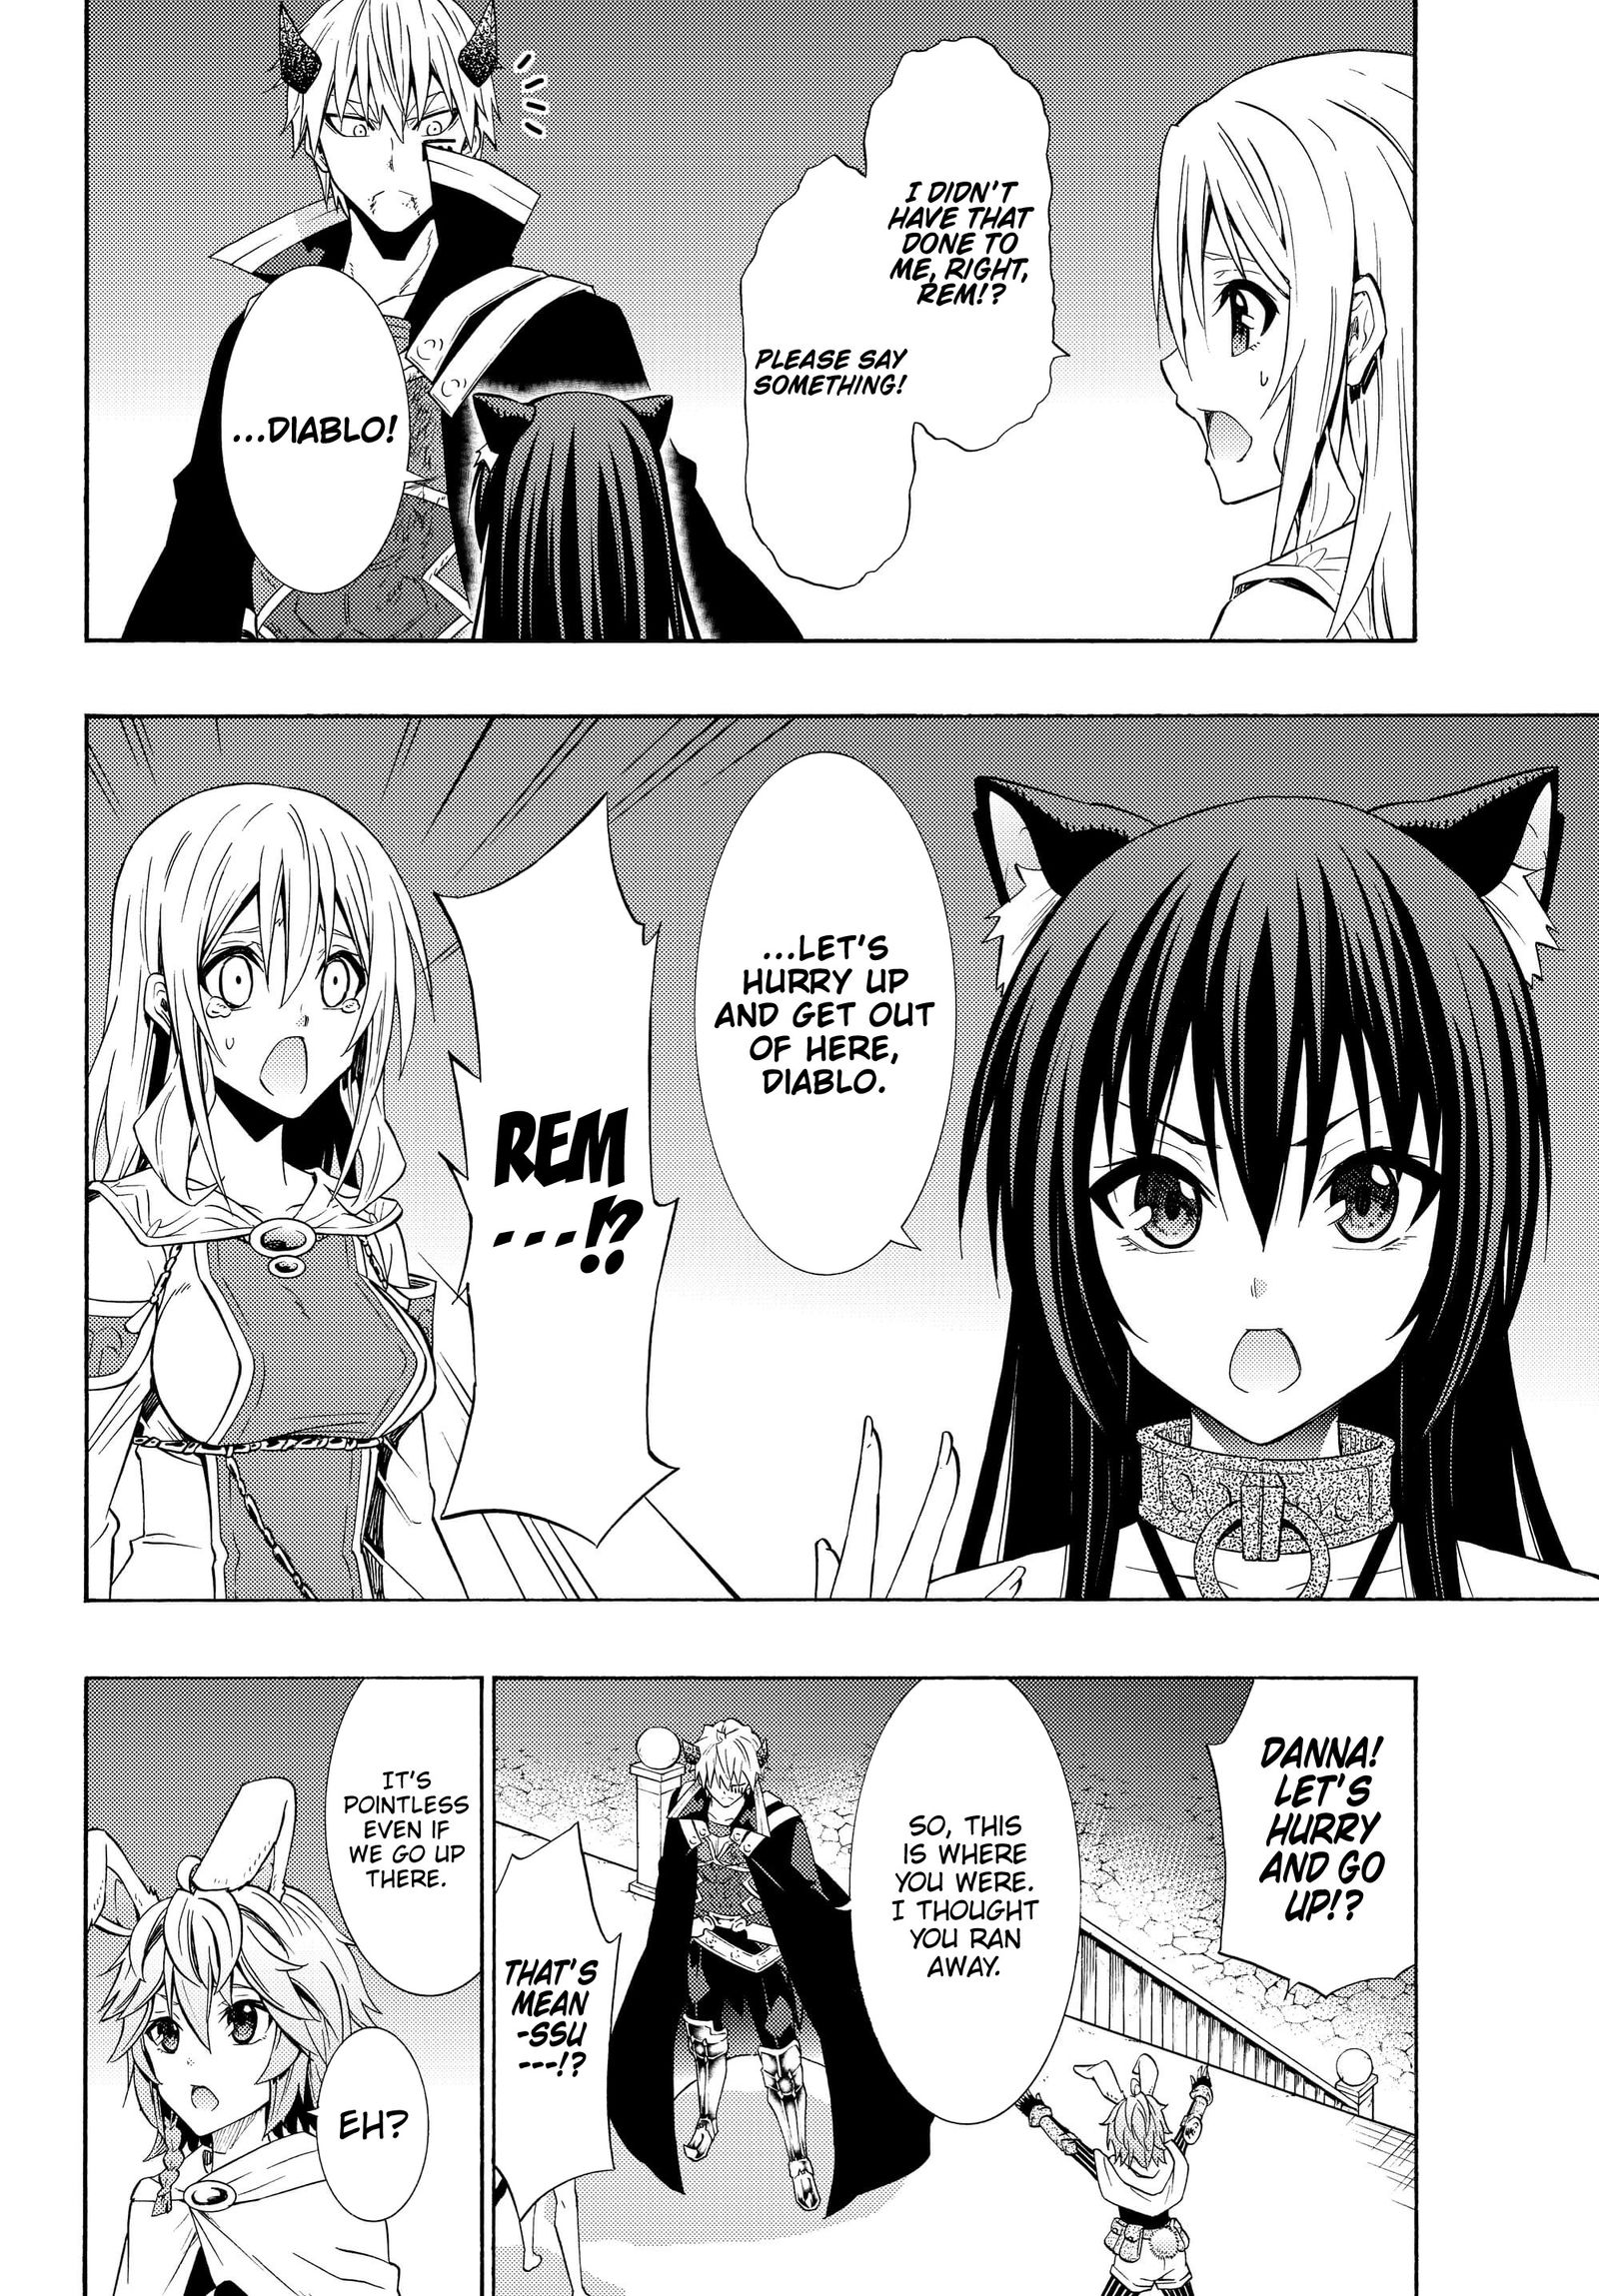 I DIDN'T
HAVE THAT
DONE TO
ME, RIGHT,
REM!?
PLEASE SAY
SOMETHING!
...DIABLO!
...LET'S
HURRY UP
AND GET OUT
OF HERE,
DIABLO.
REM
---!?
DANNA!
LET'S
HURRY
AND GO
UP!?
SO, THIS
IS WHERE
YOU WERE.
I THOUGHT
YOU RAN
AWAY.
THAT'S
MEAN
-SSU
---!?
IT'S
POINTLESS
EVEN IF
WE GO UP
THERE.
EH?